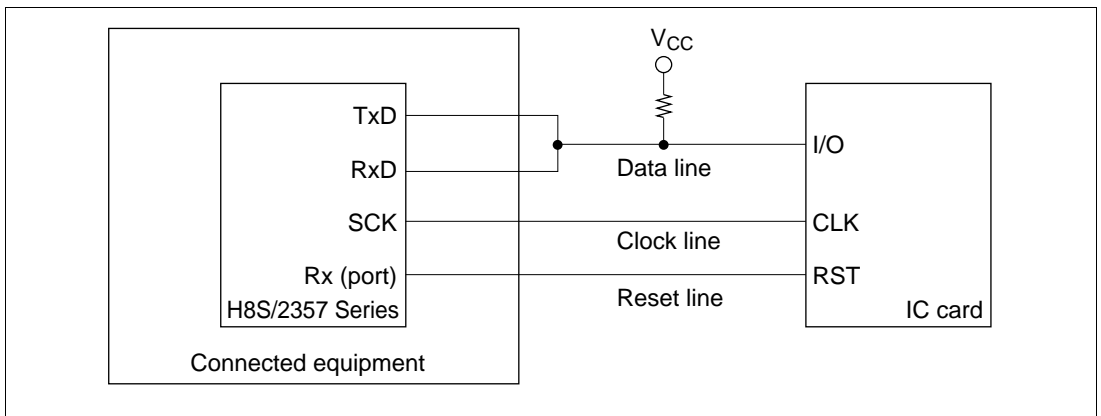 VCC
TxD
RxD
SCK
Rx (port)
H8S/2357 Series
Connected equipment
Data line
Clock line
Reset line
I/O
CLK
RST
IC card